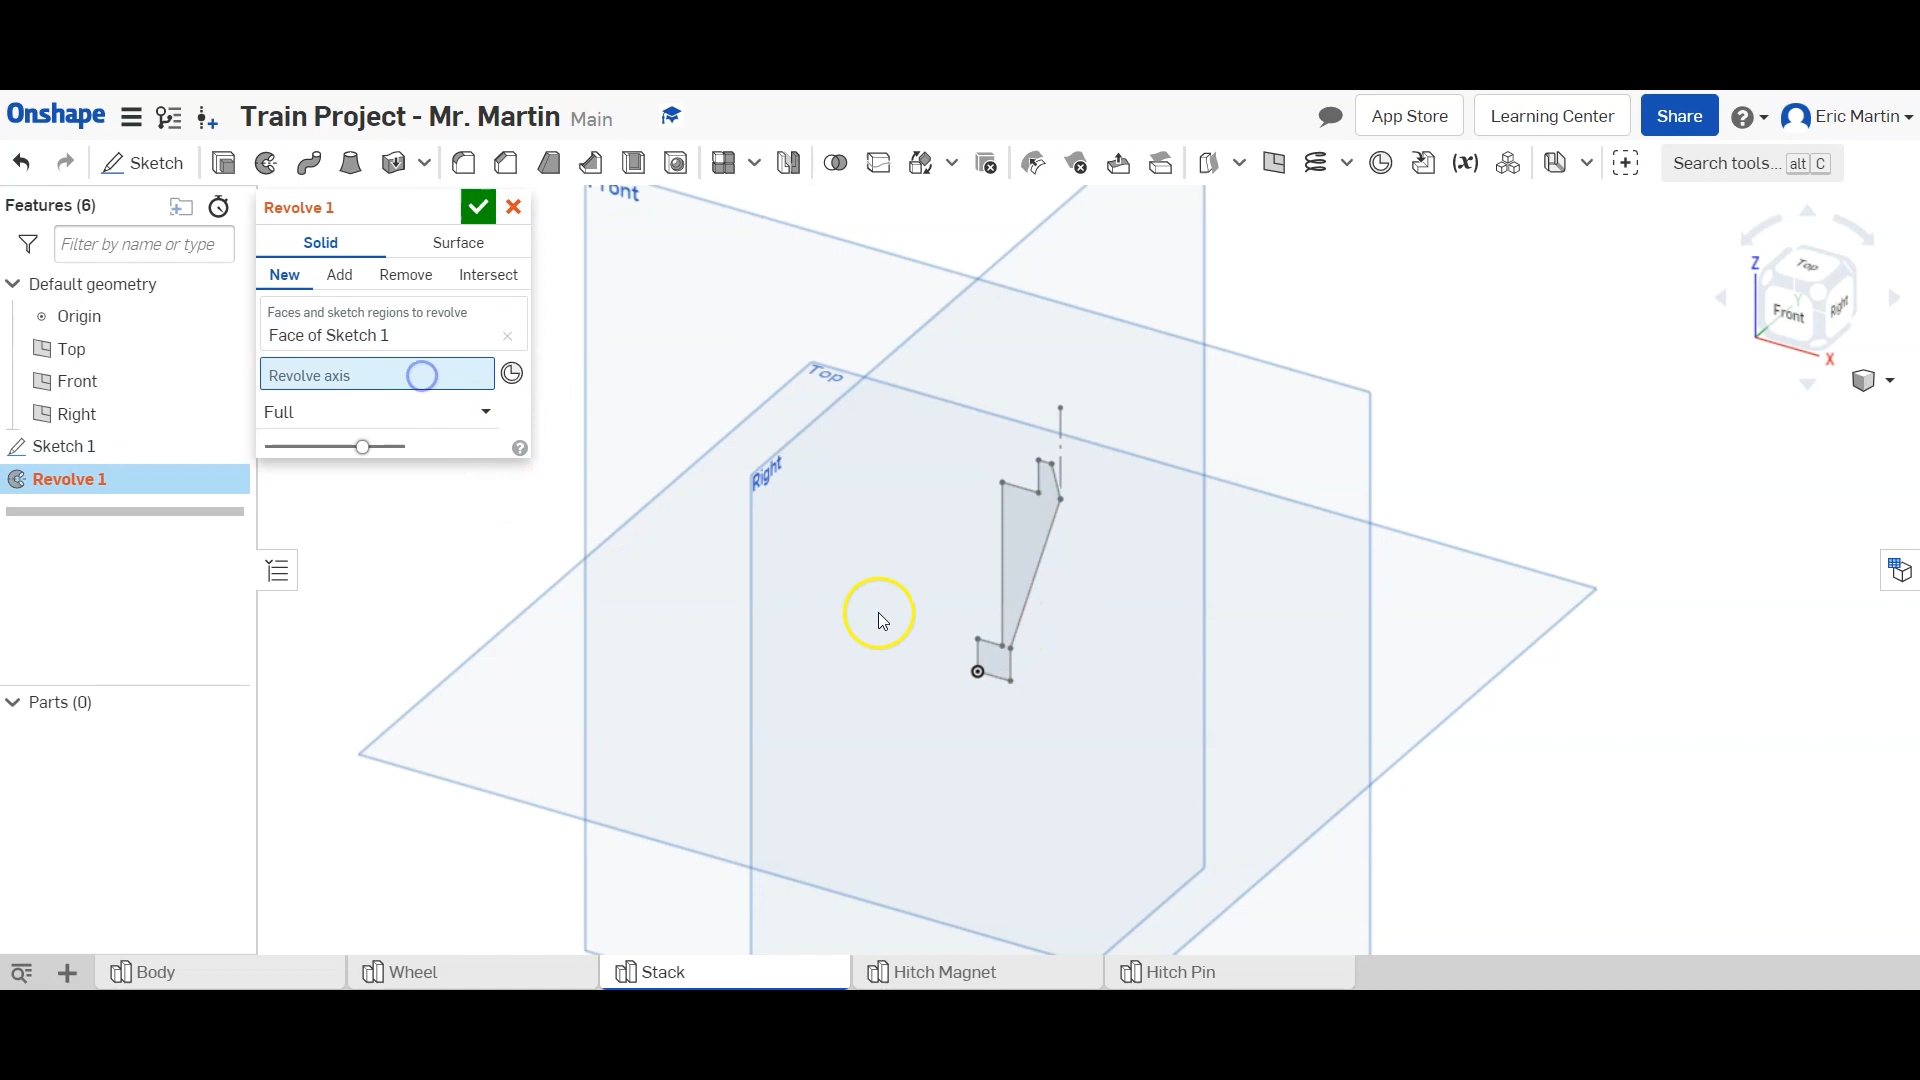 Onshape
Train Project - Mr. Martin Main
App Store
Learning Center
Share
Eric Martin
Sketch
Search tools... alt C
Features (6)
Filter by name or type
Default geometry
Origin
Top
Front
Right
Sketch 1
Revolve 1
Parts (0)
Revolve 1
Solid Surface
New Add Remove Intersect
Faces and sketch regions to revolve
Face of Sketch 1
Revolve axis
Full
Front
Top
Right
Top
Front
Right
Z
Y
X
(x)
Body
Wheel
Stack
Hitch Magnet
Hitch Pin